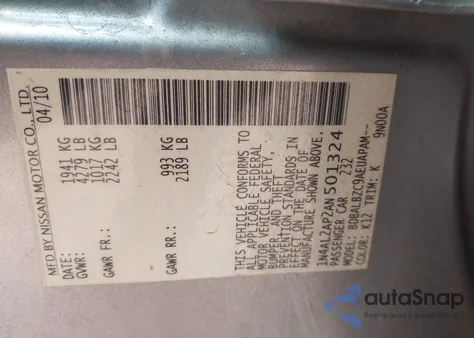 MFD BY NISSAN MOTOR CO., LTD.
04/10
DATE:
GVWR: 1941 KG
4279 LB
GAWR FR.: 1017 KG
2242 LB
GAWR RR.: 993 KG
2189 LB
THIS VEHICLE CONFORMS TO
ALL APPLICABLE FEDERAL
MOTOR VEHICLE SAFETY,
BUMPER, AND THEFT
PREVENTION STANDARDS IN
EFFECT ON THE DATE OF
MANUFACTURE SHOWN ABOVE.
1N4AL2AP2AN501324
PASSENGER CAR 232
MODEL: BDBALBZC9AEUAPAM--
COLOR: K12 TRIM: K 9N00A
autoSnap